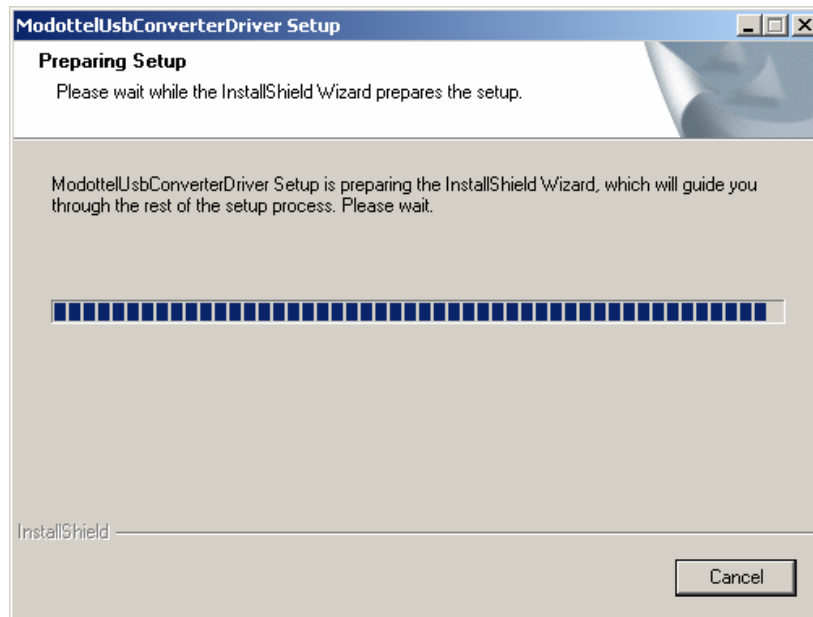 ModottelUsbConverterDriver Setup
Preparing Setup
Please wait while the InstallShield Wizard prepares the setup.
ModottelUsbConverterDriver Setup is preparing the InstallShield Wizard, which will guide you
through the rest of the setup process. Please wait.
InstallShield
Cancel